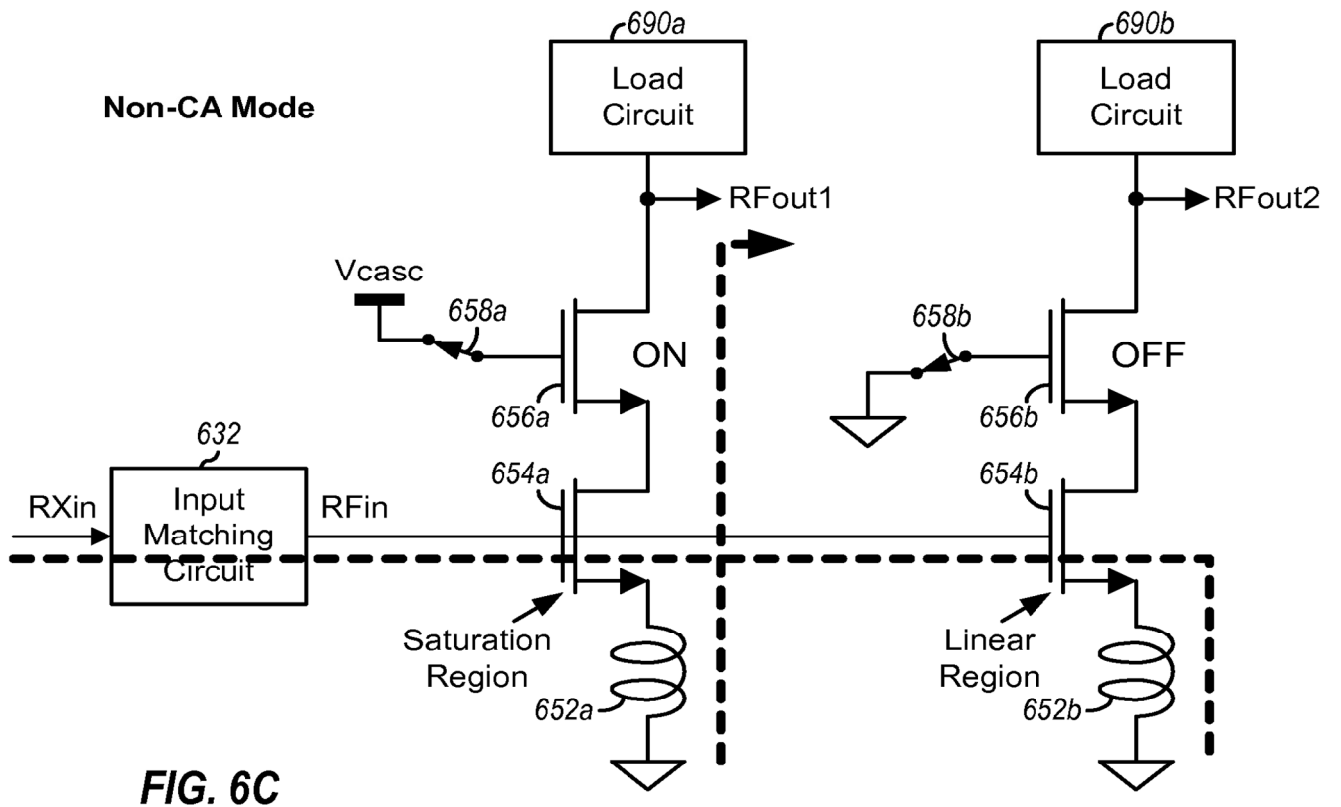 690a
690b
Load
Circuit
Load
Circuit
Non-CA Mode
RFout1
RFout2
Vcasc
658a
658b
ON
OFF
656a
656b
632
654a
654b
RXin
Input
Matching
Circuit
RFin
Saturation
Region
Linear
Region
652a
652b
FIG. 6C